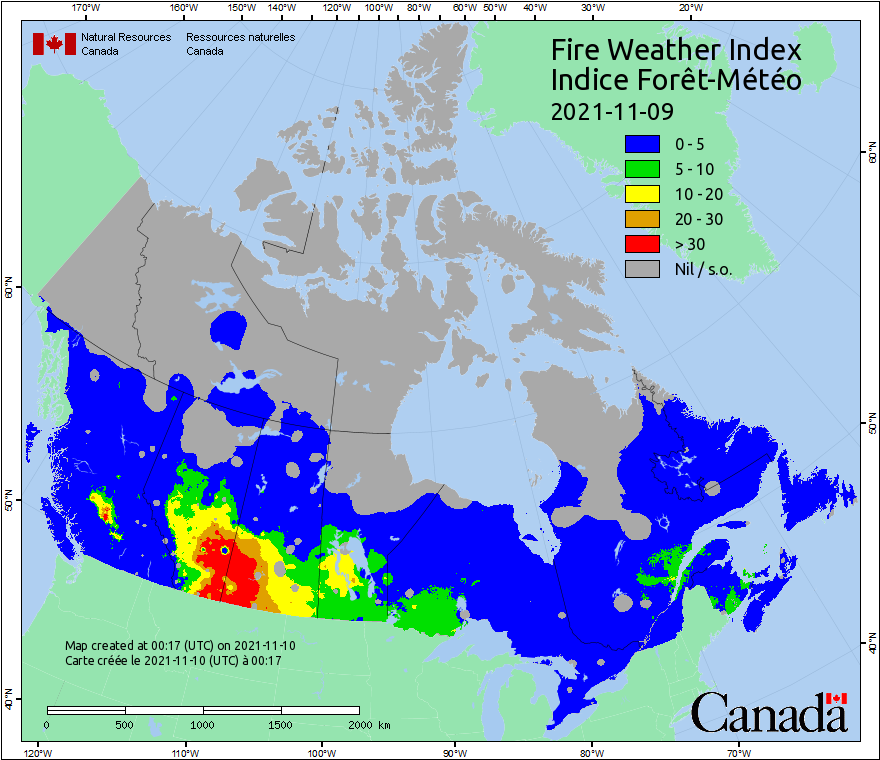 170°W 160°W 150°W 140°W 130°W 120°W 110°W 100°W 90°W 80°W 70°W 60°W 50°W 40°W 30°W 20°W
Natural Resources Ressources naturelles
Canada Canada
Fire Weather Index
Indice Forêt-Météo
2021-11-09
0 - 5
5 - 10
10 - 20
20 - 30
> 30
Nil / s.o.
60°N
60°N
50°N
50°N
40°N
40°N
Map created at 00:17 (UTC) on 2021-11-10
Carte créée le 2021-11-10 (UTC) à 00:17
0 500 1000 1500 2000 km
Canada
120°W 110°W 100°W 90°W 80°W 70°W